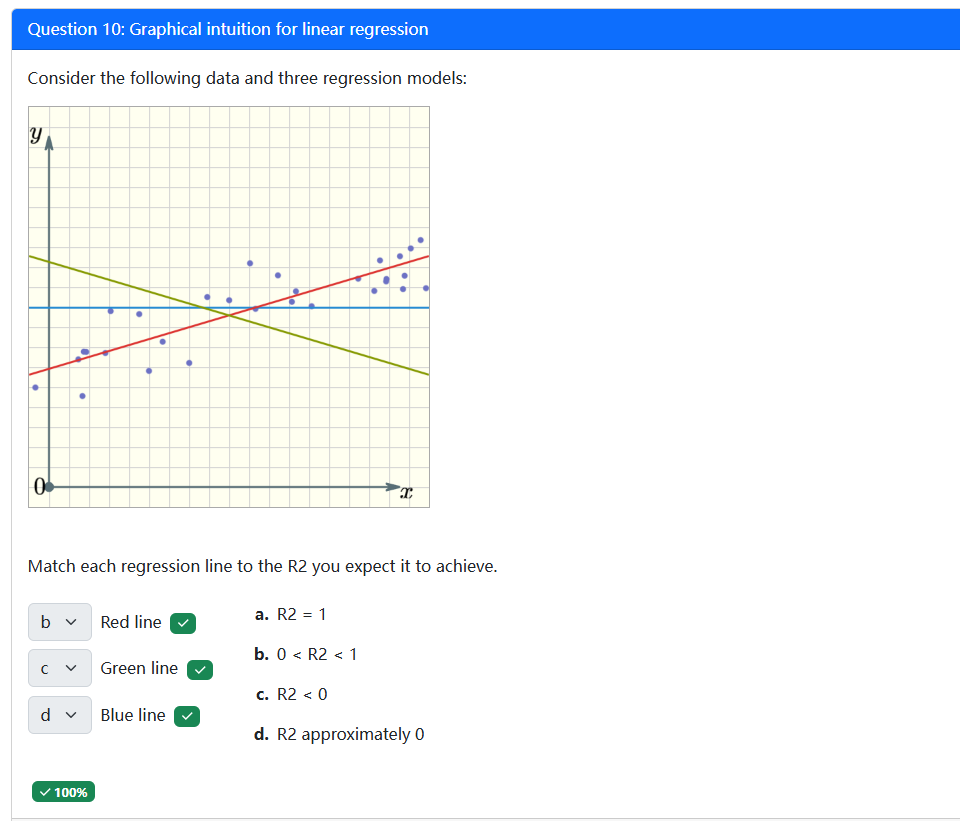 Question 10: Graphical intuition for linear regression
Consider the following data and three regression models:
y
0
x
Match each regression line to the R2 you expect it to achieve.
b Red line
c Green line
d Blue line
a. R2 = 1
b. 0 < R2 < 1
c. R2 < 0
d. R2 approximately 0
100%